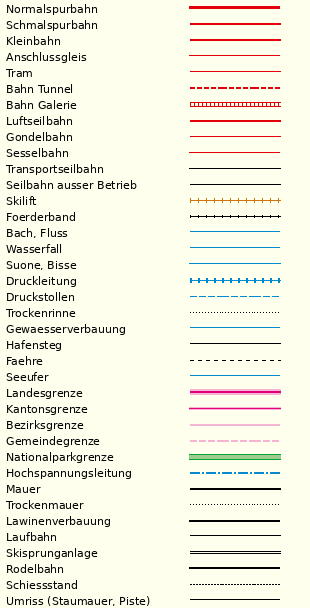 Normalspurbahn
Schmalspurbahn
Kleinbahn
Anschlussgleis
Tram
Bahn Tunnel
Bahn Galerie
Luftseilbahn
Gondelbahn
Sesselbahn
Transportseilbahn
Seilbahn ausser Betrieb
Skilift
Foerderband
Bach, Fluss
Wasserfall
Suone, Bisse
Druckleitung
Druckstollen
Trockenrinne
Gewaesserverbauung
Hafensteg
Faehre
Seeufer
Landesgrenze
Kantonsgrenze
Bezirksgrenze
Gemeindegrenze
Nationalparkgrenze
Hochspannungsleitung
Mauer
Trockenmauer
Lawinenverbauung
Laufbahn
Skisprunganlage
Rodelbahn
Schiessstand
Umriss (Staumauer, Piste)